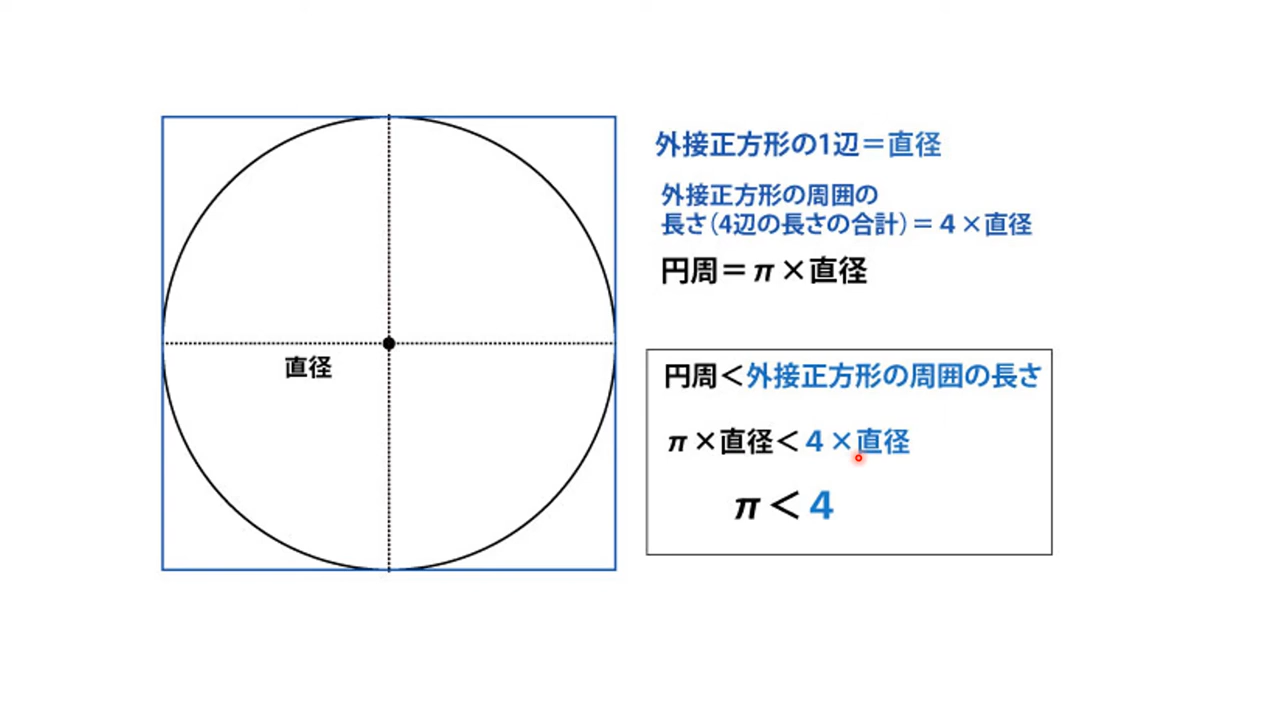 外接正方形の1辺＝直径
外接正方形の周囲の
長さ（4辺の長さの合計）＝４×直径
円周＝π×直径
直径
円周＜外接正方形の周囲の長さ
π×直径＜４×直径
π＜4